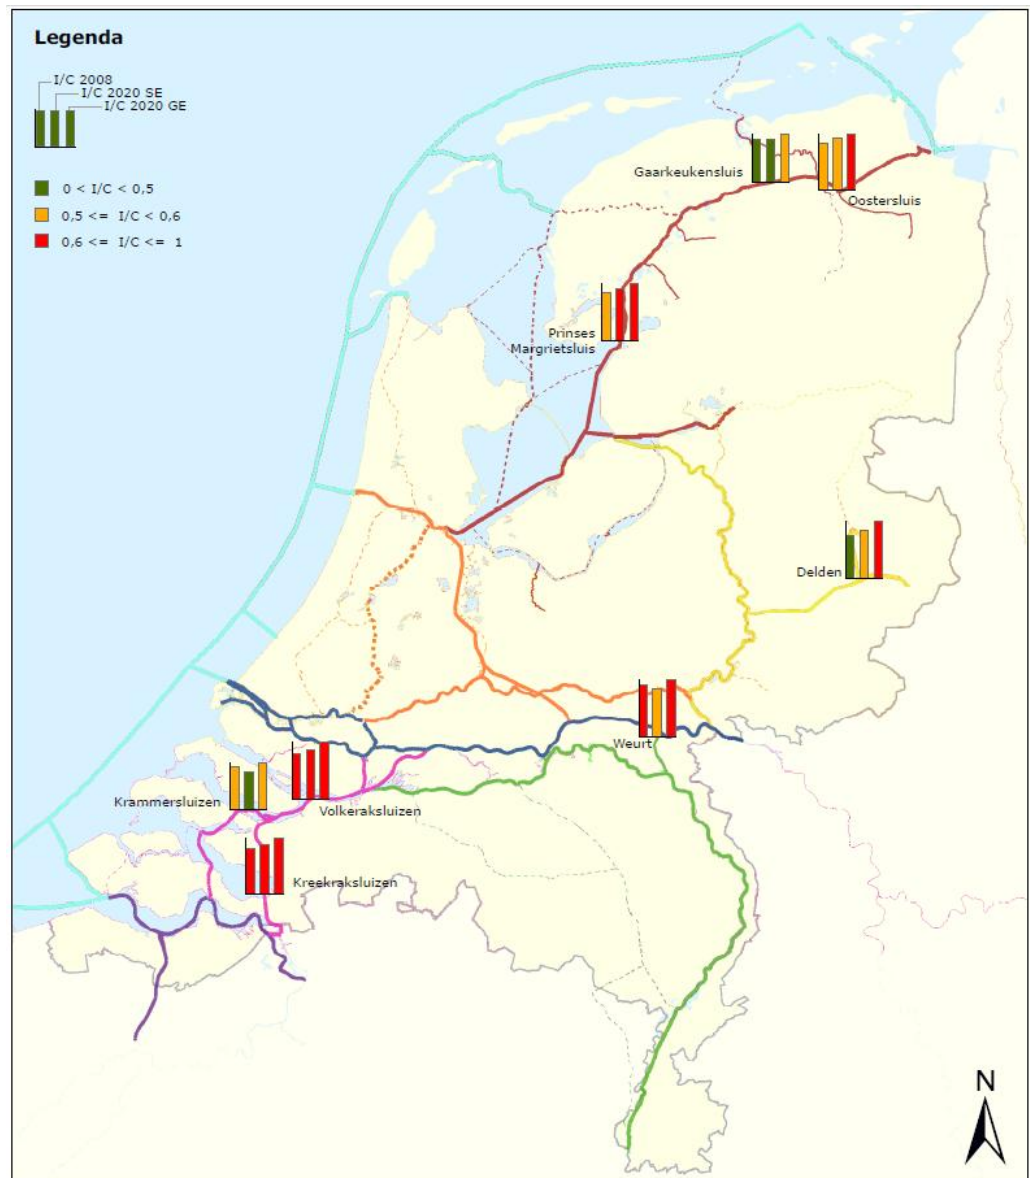 Legenda
I/C 2008
I/C 2020 SE
I/C 2020 GE
0 < I/C < 0,5
0,5 <= I/C < 0,6
0,6 <= I/C <= 1
Gaarkeukensluis
Oostersluis
Prinses
Margrietsluis
Delden
Weurt
Krammersluizen
Volkeraksluizen
Kreekraksluizen
N